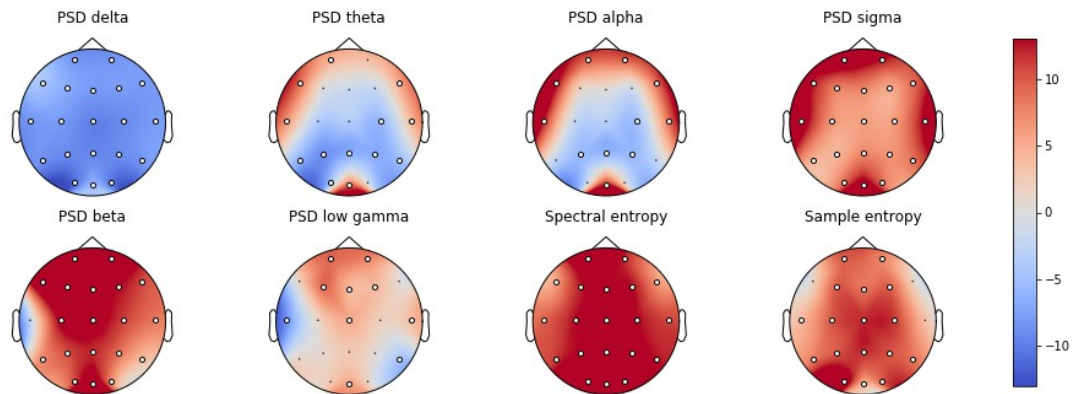 PSD delta PSD theta PSD alpha PSD sigma
10
5
0
−5
−10
PSD beta PSD low gamma Spectral entropy Sample entropy